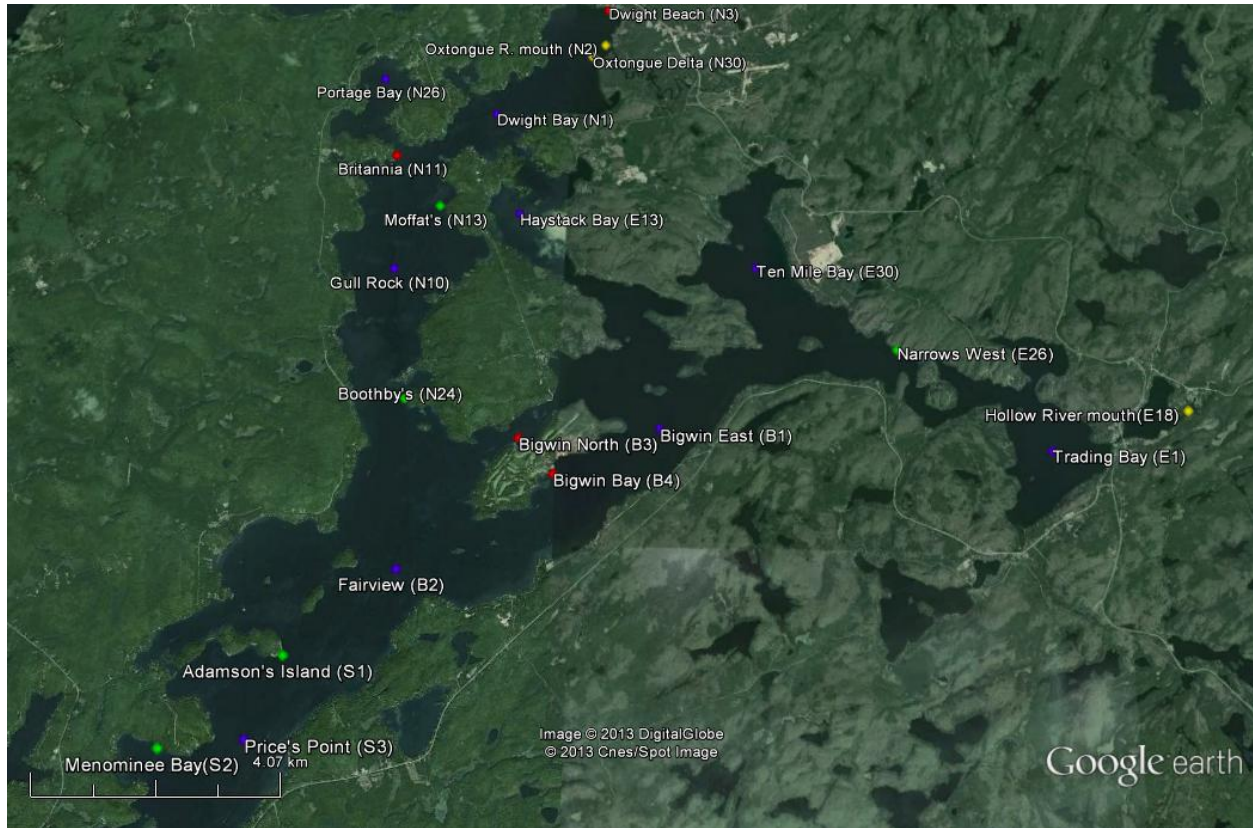 Dwight Beach (N3)
Oxtongue R. mouth (N2)
Oxtongue Delta (N30)
Portage Bay (N26)
Dwight Bay (N1)
Britannia (N11)
Moffat's (N13)
Haystack Bay (E13)
Gull Rock (N10)
Ten Mile Bay (E30)
Narrows West (E26)
Boothby's (N24)
Hollow River mouth(E18)
Bigwin North (B3)
Bigwin East (B1)
Trading Bay (E1)
Bigwin Bay (B4)
Fairview (B2)
Adamson's Island (S1)
Price's Point (S3)
Menominee Bay(S2)
4.07 km
Image © 2013 DigitalGlobe
© 2013 Cnes/Spot Image
Google earth